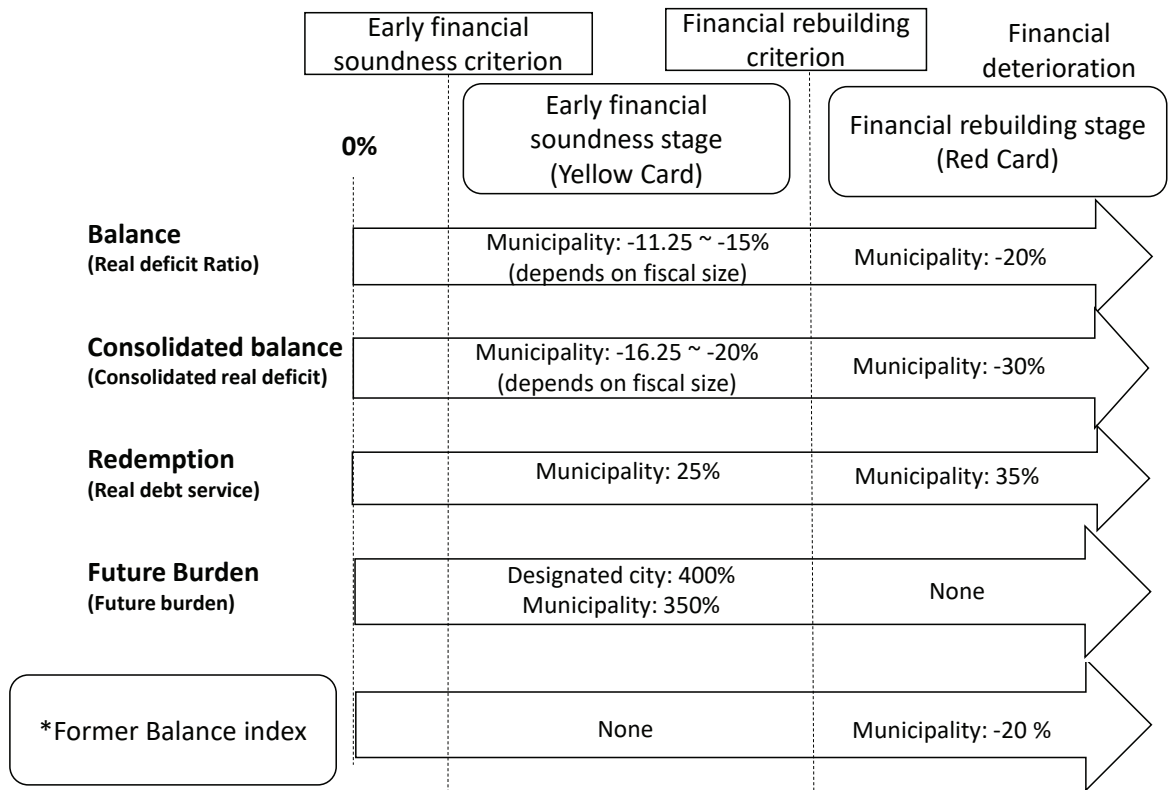 Early financial
soundness criterion
Financial rebuilding
criterion
Financial
deterioration
Early financial
soundness stage
(Yellow Card)
Financial rebuilding stage
(Red Card)
0%
Balance
(Real deficit Ratio)
Municipality: -11.25 ~ -15%
(depends on fiscal size)
Municipality: -20%
Consolidated balance
(Consolidated real deficit)
Municipality: -16.25 ~ -20%
(depends on fiscal size)
Municipality: -30%
Redemption
(Real debt service)
Municipality: 25%
Municipality: 35%
Future Burden
(Future burden)
Designated city: 400%
Municipality: 350%
None
*Former Balance index
None
Municipality: -20 %